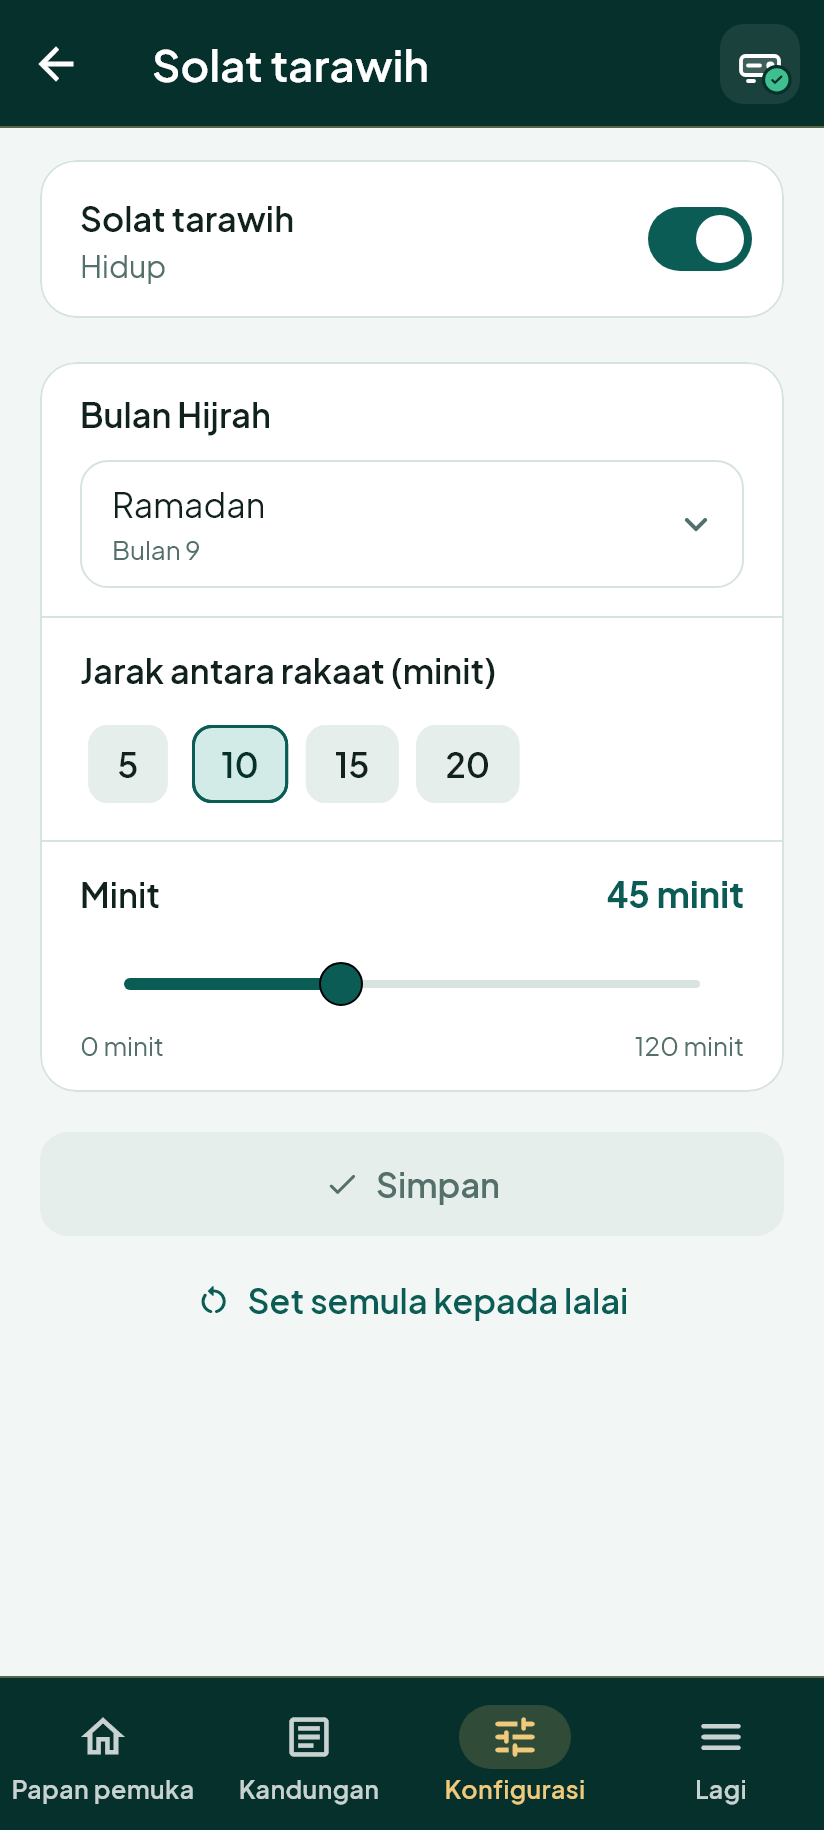 Solat tarawih
Solat tarawih
Hidup
Bulan Hijrah
Ramadan
Bulan 9
Jarak antara rakaat (minit)
5 10 15 20
Minit 45 minit
0 minit 120 minit
Simpan
Set semula kepada lalai
Papan pemuka Kandungan Konfigurasi Lagi